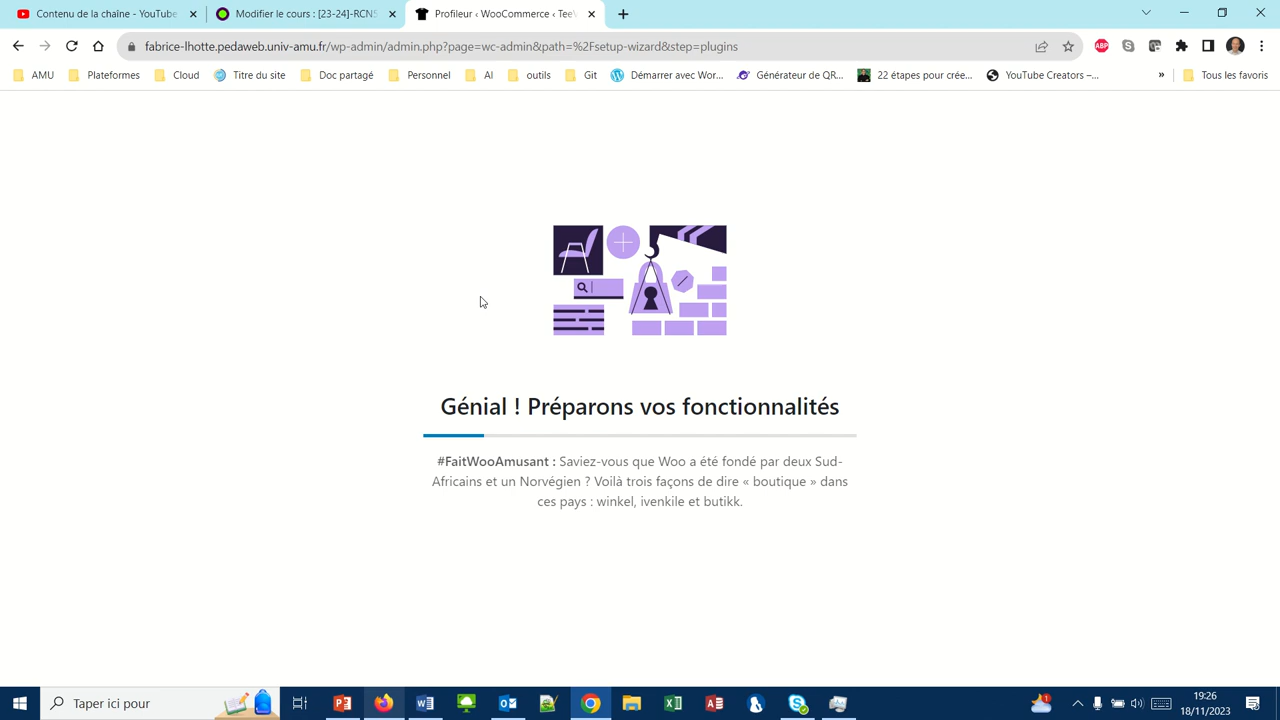 Contenu de la chaîne - YouTube
Modifier le cours : [23-24]-RCNS
Profileur ‹ WooCommerce ‹ TeeV
fabrice-lhotte.pedaweb.univ-amu.fr/wp-admin/admin.php?page=wc-admin&path=%2Fsetup-wizard&step=plugins
ABP
AMU
Plateformes
Cloud
Titre du site
Doc partagé
Personnel
AI
outils
Git
Démarrer avec Wor...
Générateur de QR...
22 étapes pour crée...
YouTube Creators –...
»
Tous les favoris
Génial ! Préparons vos fonctionnalités
#FaitWooAmusant : Saviez-vous que Woo a été fondé par deux Sud-
Africains et un Norvégien ? Voilà trois façons de dire « boutique » dans
ces pays : winkel, ivenkile et butikk.
Taper ici pour
19:26
18/11/2023